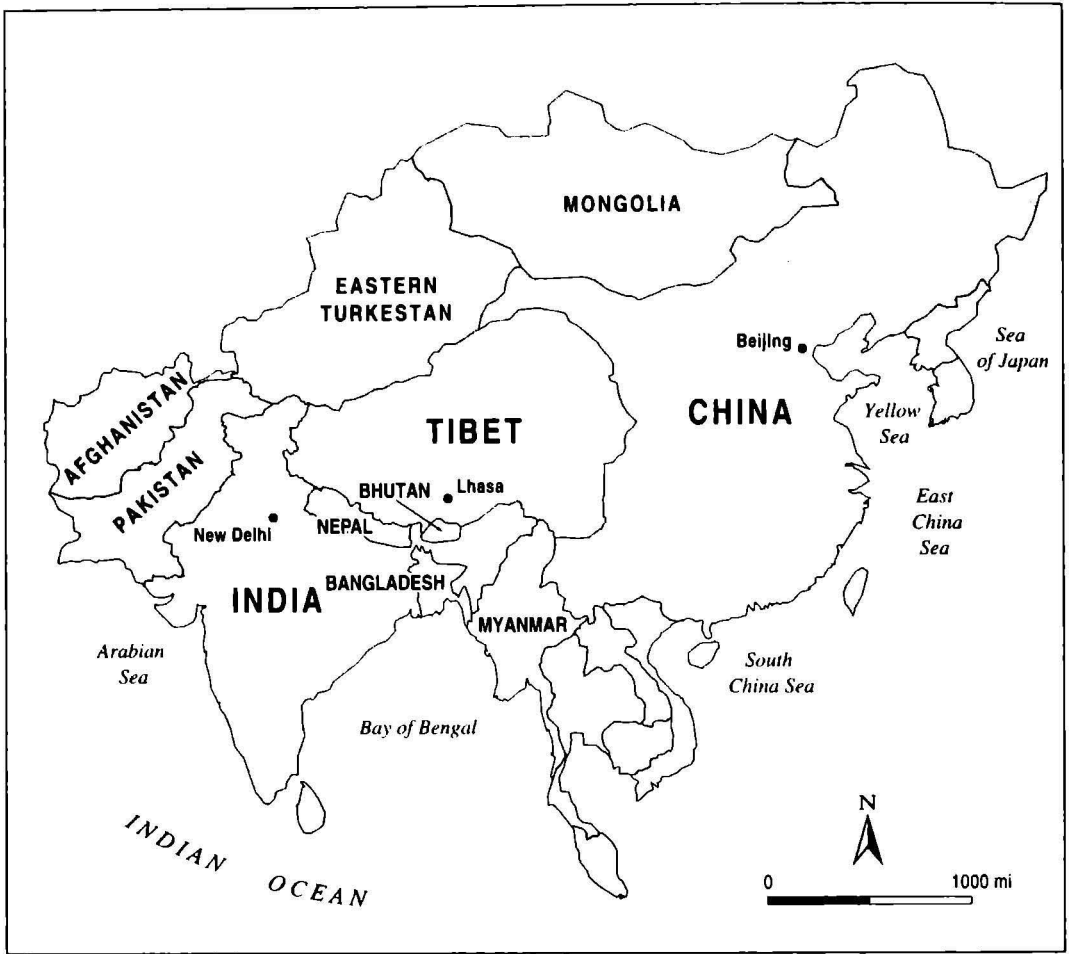 MONGOLIA
EASTERN
TURKESTAN
Beijing
Sea
of Japan
AFGHANISTAN
CHINA
Yellow
Sea
TIBET
PAKISTAN
BHUTAN
Lhasa
East
China
Sea
New Delhi
NEPAL
BANGLADESH
INDIA
MYANMAR
Arabian
Sea
South
China Sea
Bay of Bengal
N
INDIAN OCEAN
0 1000 mi